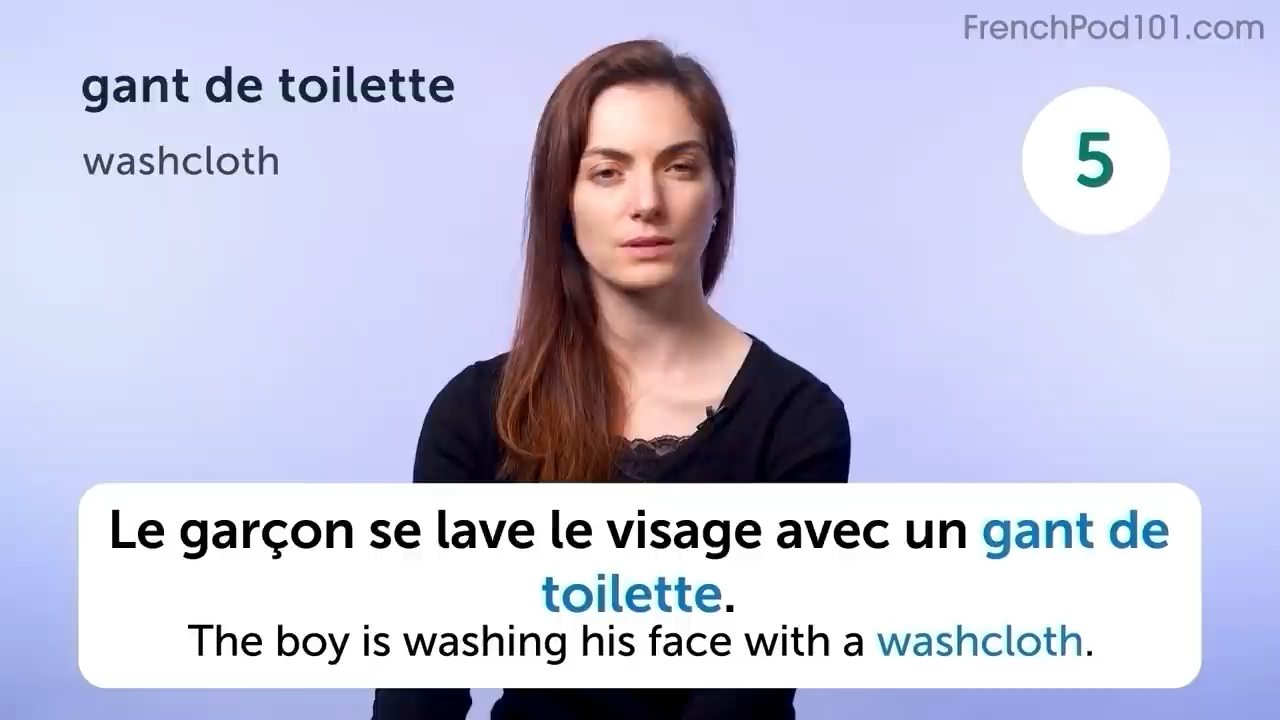 FrenchPod101.com
gant de toilette
washcloth
5
Le garçon se lave le visage avec un gant de
toilette.
The boy is washing his face with a washcloth.